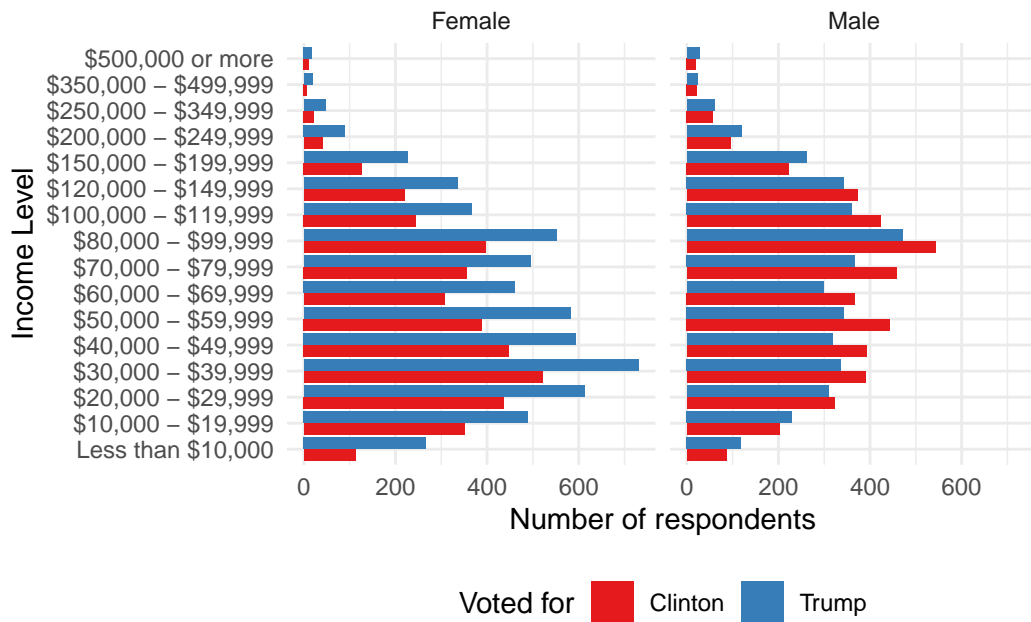 Female Male
$500,000 or more
$350,000 − $499,999
$250,000 − $349,999
$200,000 − $249,999
$150,000 − $199,999
$120,000 − $149,999
$100,000 − $119,999
$80,000 − $99,999
$70,000 − $79,999
$60,000 − $69,999
$50,000 − $59,999
$40,000 − $49,999
$30,000 − $39,999
$20,000 − $29,999
$10,000 − $19,999
Less than $10,000
Income Level
0 200 400 600 0 200 400 600
Number of respondents
Voted for Clinton Trump